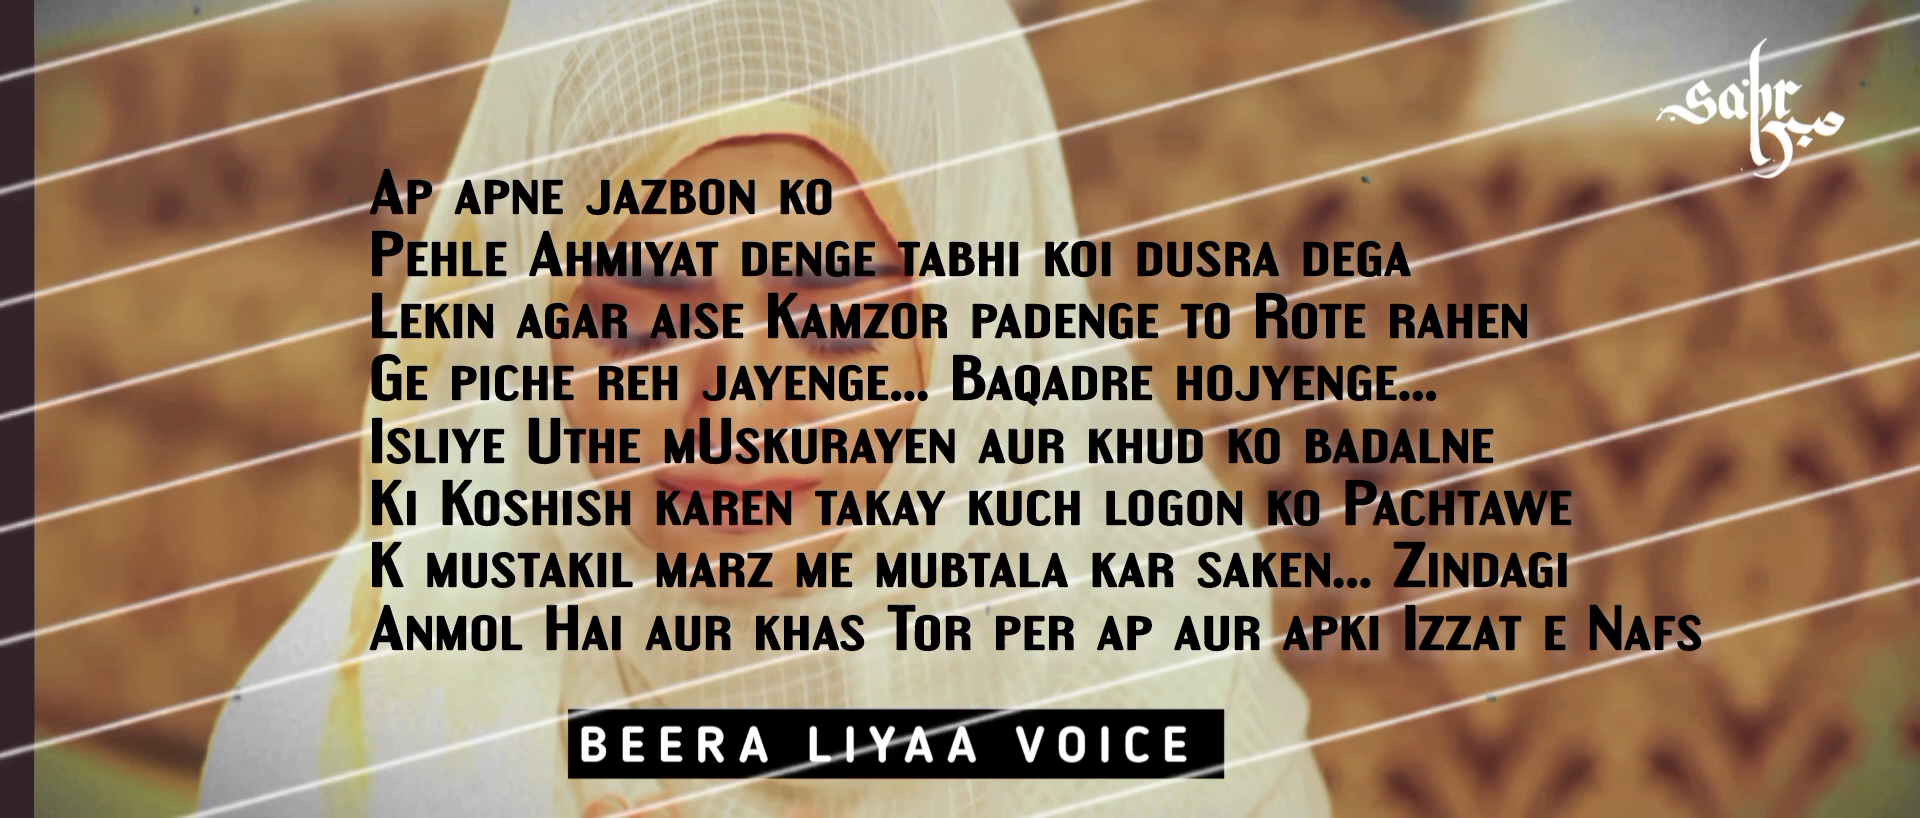 sabr
صبر
Ap apne jazbon ko
Pehle Ahmiyat denge tabhi koi dusra dega
Lekin agar aise Kamzor padenge to Rote rahen
Ge piche reh jayenge... Baqadre hojyenge...
Isliye Uthe mUskurayen aur khud ko badalne
Ki Koshish karen takay kuch logon ko Pachtawe
K mustakil marz me mubtala kar saken... Zindagi
Anmol Hai aur khas Tor per ap aur apki Izzat e Nafs
BEERA LIYAA VOICE